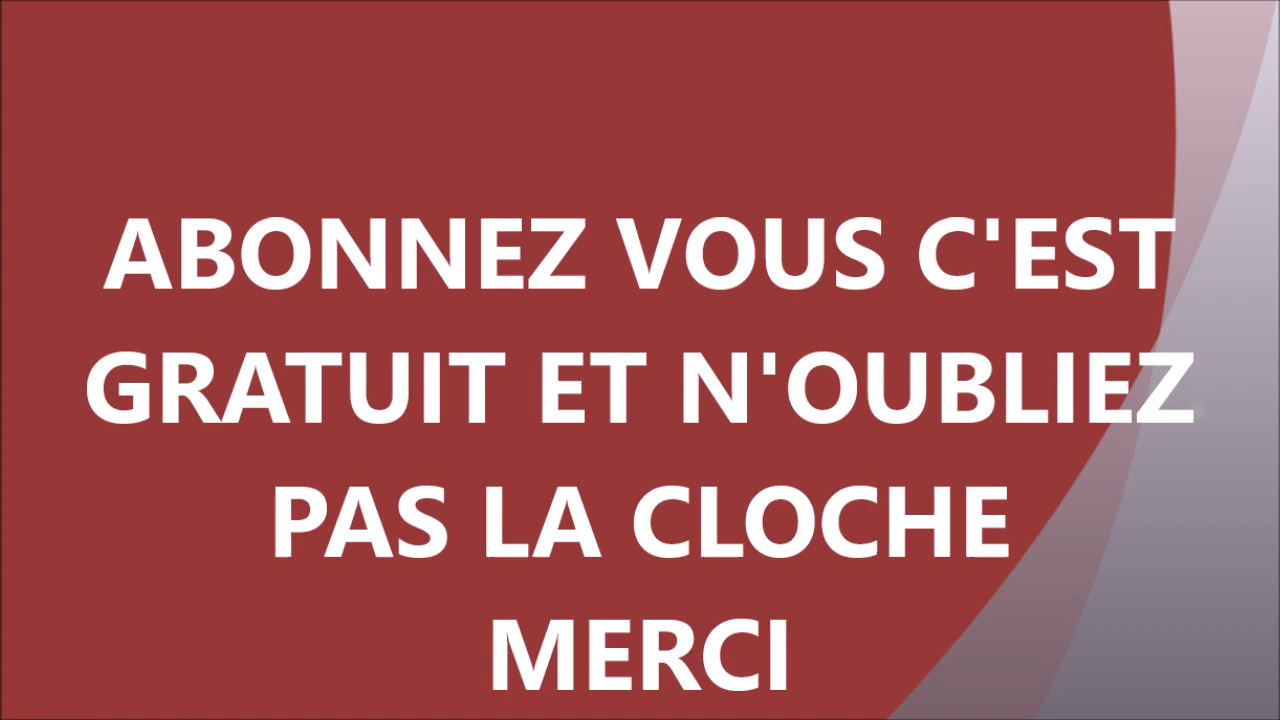 ABONNEZ VOUS C'EST
GRATUIT ET N'OUBLIEZ
PAS LA CLOCHE
MERCI